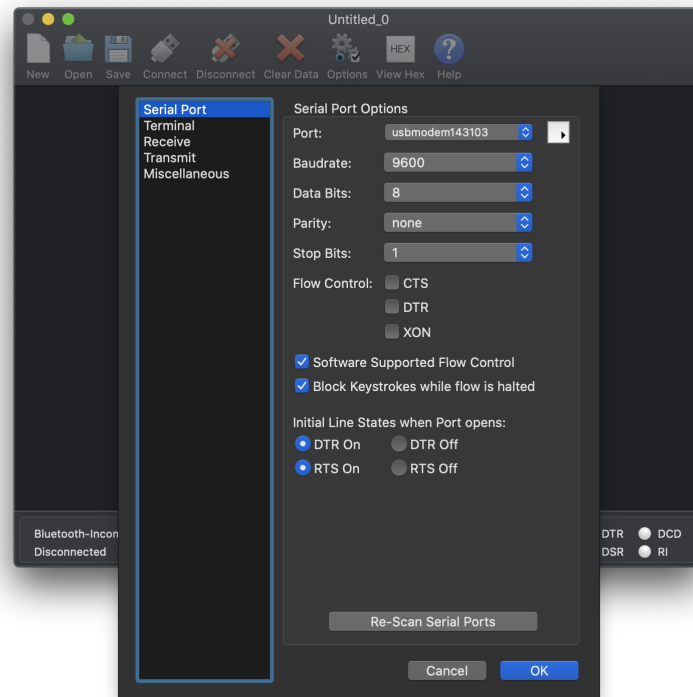 Untitled_0
New Open Save Connect Disconnect Clear Data Options View Hex Help
HEX
?
Serial Port
Terminal
Receive
Transmit
Miscellaneous
Serial Port Options
Port: usbmodem143103
Baudrate: 9600
Data Bits: 8
Parity: none
Stop Bits: 1
Flow Control: CTS
DTR
XON
Software Supported Flow Control
Block Keystrokes while flow is halted
Initial Line States when Port opens:
DTR On DTR Off
RTS On RTS Off
Re-Scan Serial Ports
Cancel OK
Bluetooth-Incom
Disconnected
DTR DCD
DSR RI